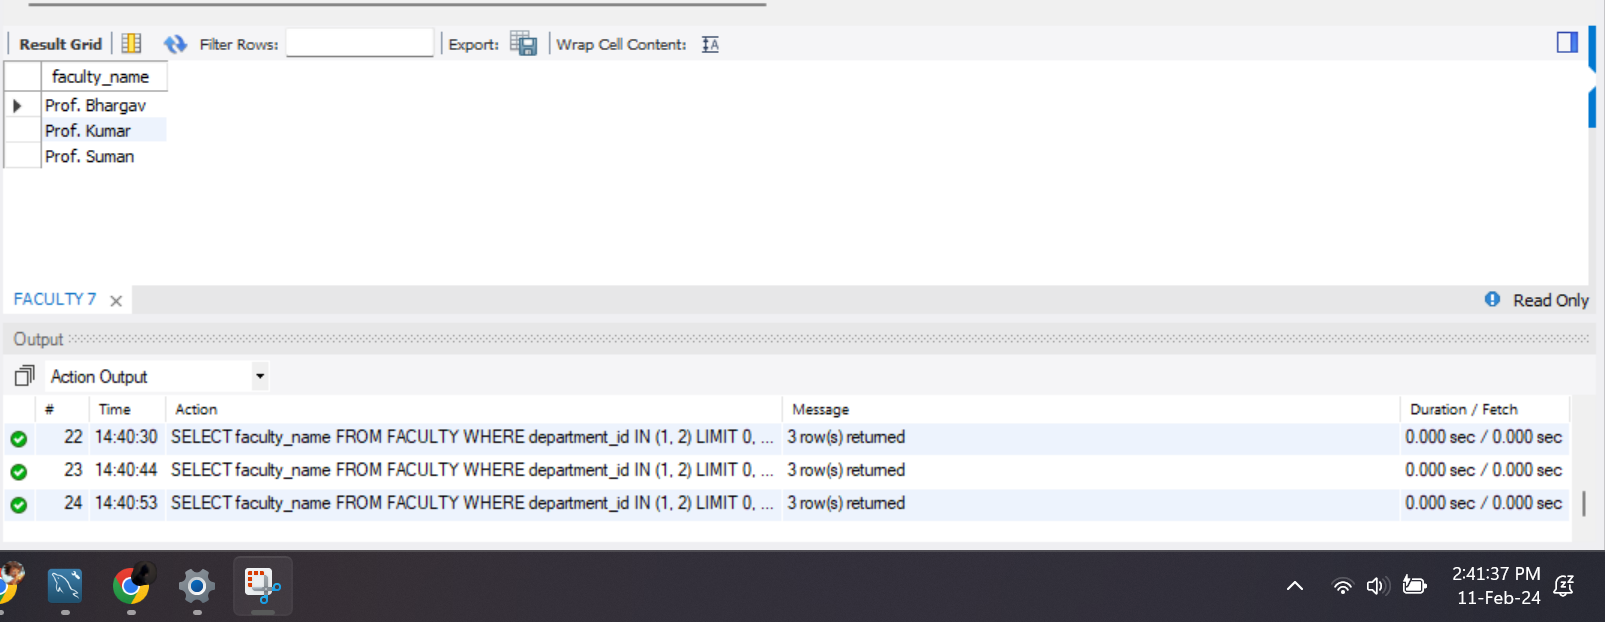 Result Grid Filter Rows: Export: Wrap Cell Content: IA
faculty_name
Prof. Bhargav
Prof. Kumar
Prof. Suman
FACULTY 7 Read Only
Output
Action Output
# Time Action Message Duration / Fetch
22 14:40:30 SELECT faculty_name FROM FACULTY WHERE department_id IN (1, 2) LIMIT 0, ... 3 row(s) returned 0.000 sec / 0.000 sec
23 14:40:44 SELECT faculty_name FROM FACULTY WHERE department_id IN (1, 2) LIMIT 0, ... 3 row(s) returned 0.000 sec / 0.000 sec
24 14:40:53 SELECT faculty_name FROM FACULTY WHERE department_id IN (1, 2) LIMIT 0, ... 3 row(s) returned 0.000 sec / 0.000 sec
2:41:37 PM
11-Feb-24